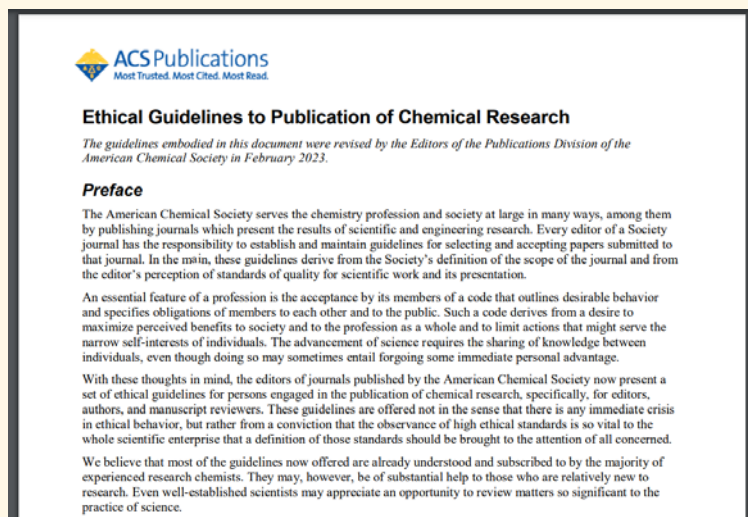 ACS Publications
Most Trusted. Most Cited. Most Read.
Ethical Guidelines to Publication of Chemical Research
The guidelines embodied in this document were revised by the Editors of the Publications Division of the
American Chemical Society in February 2023.
Preface
The American Chemical Society serves the chemistry profession and society at large in many ways, among them
by publishing journals which present the results of scientific and engineering research. Every editor of a Society
journal has the responsibility to establish and maintain guidelines for selecting and accepting papers submitted to
that journal. In the main, these guidelines derive from the Society's definition of the scope of the journal and from
the editor's perception of standards of quality for scientific work and its presentation.
An essential feature of a profession is the acceptance by its members of a code that outlines desirable behavior
and specifies obligations of members to each other and to the public. Such a code derives from a desire to
maximize perceived benefits to society and to the profession as a whole and to limit actions that might serve the
narrow self-interests of individuals. The advancement of science requires the sharing of knowledge between
individuals, even though doing so may sometimes entail forgoing some immediate personal advantage.
With these thoughts in mind, the editors of journals published by the American Chemical Society now present a
set of ethical guidelines for persons engaged in the publication of chemical research, specifically, for editors,
authors, and manuscript reviewers. These guidelines are offered not in the sense that there is any immediate crisis
in ethical behavior, but rather from a conviction that the observance of high ethical standards is so vital to the
whole scientific enterprise that a definition of those standards should be brought to the attention of all concerned.
We believe that most of the guidelines now offered are already understood and subscribed to by the majority of
experienced research chemists. They may, however, be of substantial help to those who are relatively new to
research. Even well-established scientists may appreciate an opportunity to review matters so significant to the
practice of science.